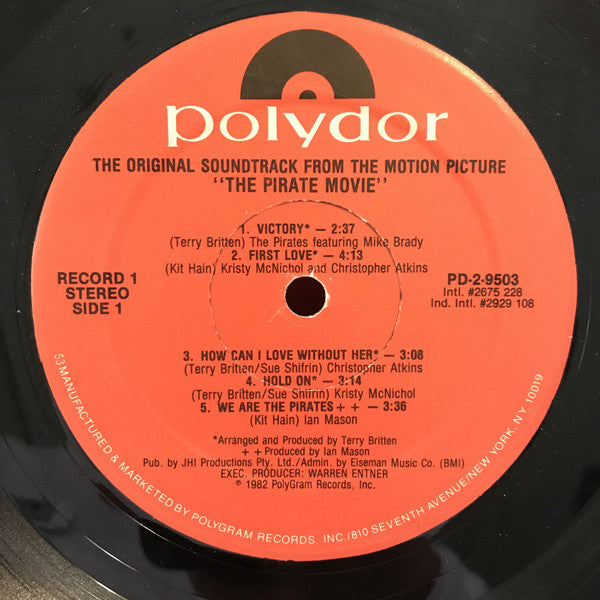 polydor
THE ORIGINAL SOUNDTRACK FROM THE MOTION PICTURE
"THE PIRATE MOVIE"
1. VICTORY* — 2:37
(Terry Britten) The Pirates featuring Mike Brady
2. FIRST LOVE* — 4:13
(Kit Hain) Kristy McNichol and Christopher Atkins
RECORD 1
STEREO
SIDE 1
PD-2-9503
Intl. #2675 228
Ind. Intl. #2929 108
3. HOW CAN I LOVE WITHOUT HER* — 3:08
(Terry Britten/Sue Shifrin) Christopher Atkins
4. HOLD ON* — 3:14
(Terry Britten/Sue Shifrin) Kristy McNichol
5. WE ARE THE PIRATES + + — 3:36
(Kit Hain) Ian Mason
*Arranged and Produced by Terry Britten
+ + Produced by Ian Mason
Pub. by JHI Productions Pty. Ltd./Admin. by Eiseman Music Co. (BMI)
EXEC. PRODUCER: WARREN ENTNER
℗ 1982 PolyGram Records, Inc.
53 MANUFACTURED & MARKETED BY POLYGRAM RECORDS, INC/810 SEVENTH AVENUE/NEW YORK, NY 10019